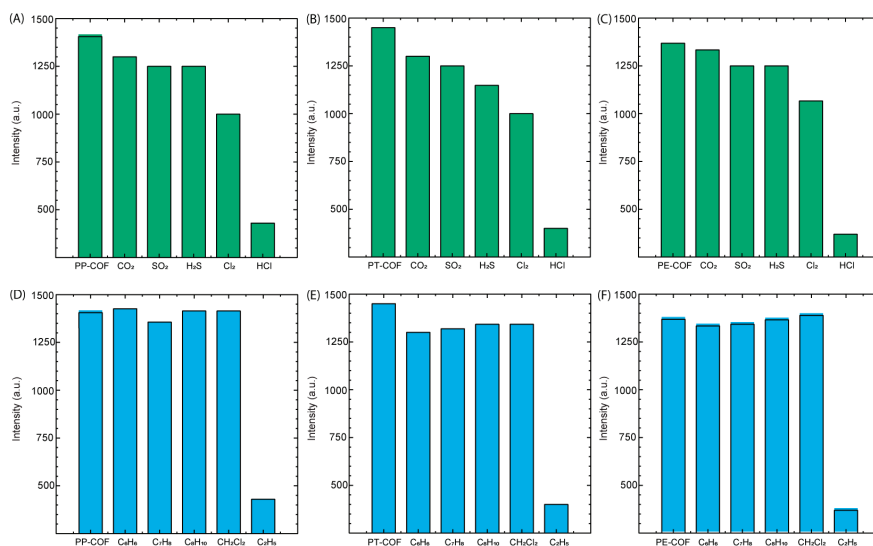 (A)
1500
1250
1000
750
500
Intensity (a.u.)
PP-COF CO₂ SO₂ H₂S Cl₂ HCl
(B)
1500
1250
1000
750
500
Intensity (a.u.)
PT-COF CO₂ SO₂ H₂S Cl₂ HCl
(C)
1500
1250
1000
750
500
Intensity (a.u.)
PE-COF CO₂ SO₂ H₂S Cl₂ HCl
(D)
1500
1250
1000
750
500
Intensity (a.u.)
PP-COF C₆H₆ C₇H₈ C₈H₁₀ CH₂Cl₂ C₂H₅
(E)
1500
1250
1000
750
500
Intensity (a.u.)
PT-COF C₆H₆ C₇H₈ C₈H₁₀ CH₂Cl₂ C₂H₅
(F)
1500
1250
1000
750
500
Intensity (a.u.)
PE-COF C₆H₆ C₇H₈ C₈H₁₀ CH₂Cl₂ C₂H₅